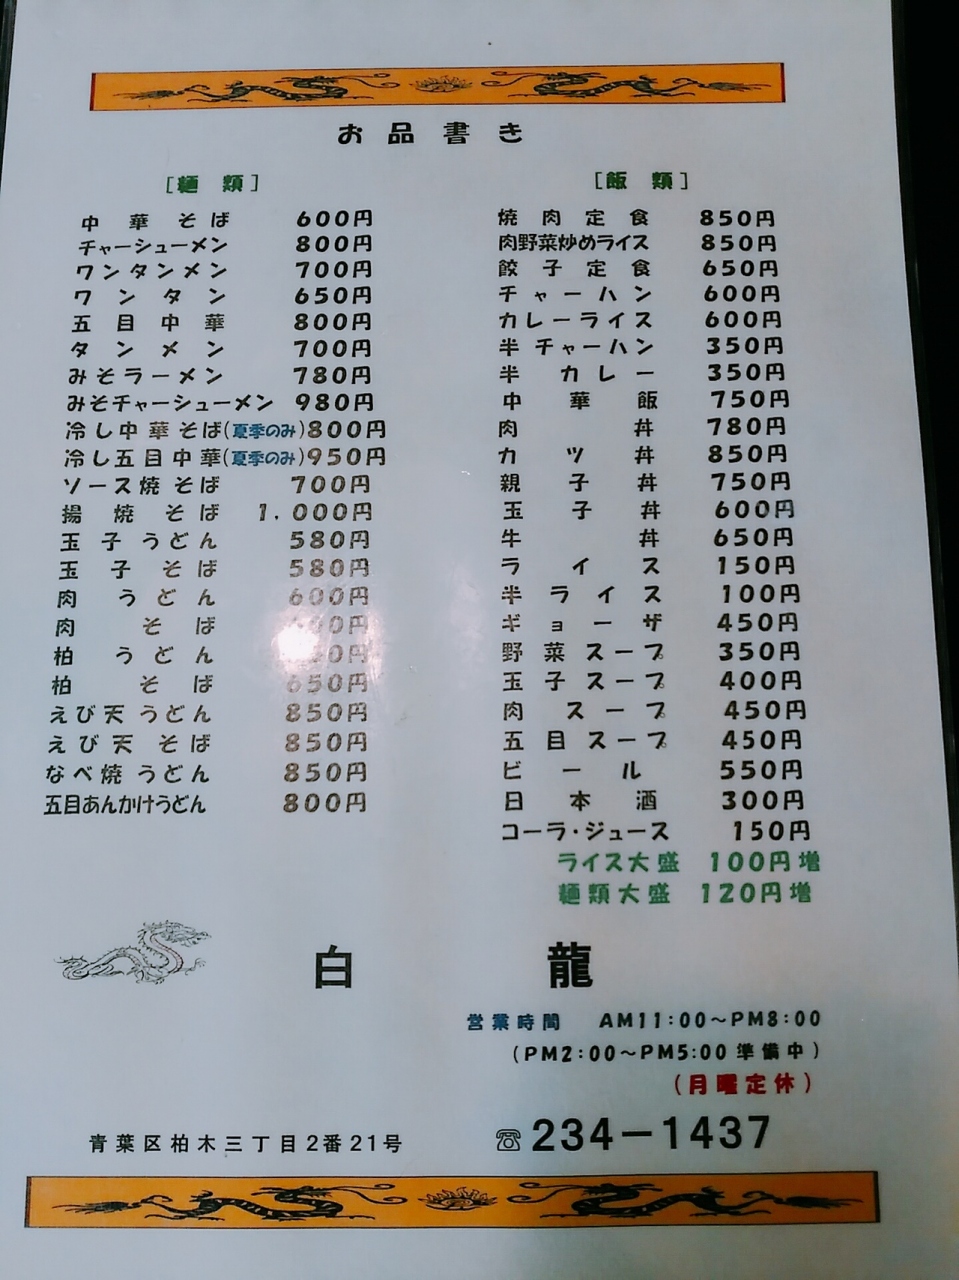 お品書き
[麺類]
中華そば 600円
チャーシューメン 800円
ワンタンメン 700円
ワンタン 650円
五目中華 800円
タンメン 700円
みそラーメン 780円
みそチャーシューメン 980円
冷し中華そば(夏季のみ)800円
冷し五目中華(夏季のみ)950円
ソース焼そば 700円
揚焼そば 1,000円
玉子うどん 580円
玉子そば 580円
肉うどん 600円
肉そば 円
柏うどん 円
柏そば 650円
えび天うどん 850円
えび天そば 850円
なべ焼うどん 850円
五目あんかけうどん 800円
[飯類]
焼肉定食 850円
肉野菜炒めライス 850円
餃子定食 650円
チャーハン 600円
カレーライス 600円
半チャーハン 350円
半カレー 350円
中華飯 750円
肉丼 780円
カツ丼 850円
親子丼 750円
玉子丼 600円
牛丼 650円
ライス 150円
半ライス 100円
ギョーザ 450円
野菜スープ 350円
玉子スープ 400円
肉スープ 450円
五目スープ 450円
ビール 550円
日本酒 300円
コーラ・ジュース 150円
ライス大盛 100円増
麺類大盛 120円増
白龍
営業時間 AM11:00〜PM8:00
(PM2:00〜PM5:00準備中)
(月曜定休)
青葉区柏木三丁目2番21号
☏234－1437